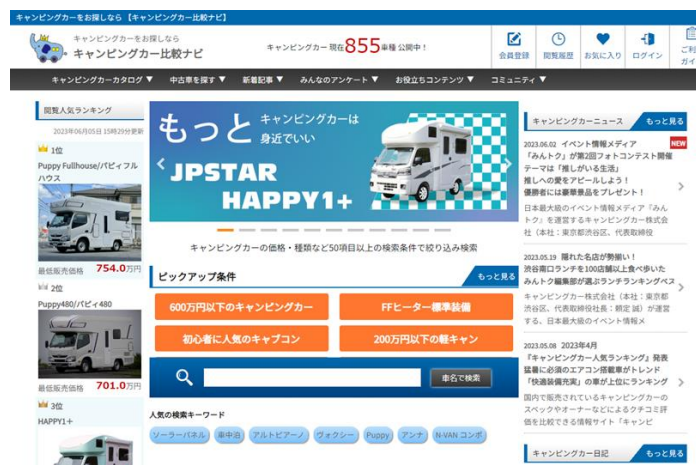 キャンピングカーをお探しなら 【キャンピングカー比較ナビ】
キャンピングカーをお探しなら
キャンピングカー比較ナビ
キャンピングカー 現在855車種 公開中！
会員登録
閲覧履歴
お気に入り
ログイン
ご利
ガイ
キャンピングカーカタログ ▼
中古車を探す ▼
新着記事 ▼
みんなのアンケート ▼
お役立ちコンテンツ ▼
コミュニティ ▼
閲覧人気ランキング
2023年06月05日 15時29分更新
1位
Puppy Fullhouse/パピィフル
ハウス
最低販売価格 754.0万円
2位
Puppy480/パピィ480
最低販売価格 701.0万円
3位
HAPPY1+
もっと
キャンピングカーは
身近でいい
JPSTAR
HAPPY1+
キャンピングカーの価格・種類など50項目以上の検索条件で絞り込み検索
ピックアップ条件
もっと見る
600万円以下のキャンピングカー
FFヒーター標準装備
初心者に人気のキャブコン
200万円以下の軽キャン
車名で検索
人気の検索キーワード
ソーラーパネル
車中泊
アルトピアーノ
ヴォクシー
Puppy
アンナ
N-VAN コンポ
キャンピングカーニュース
もっと見る
2023.06.02 イベント情報メディア
NEW
「みんトク」が第2回フォトコンテスト開催
テーマは「推しがいる生活」
推しへの愛をアピールしよう！
優勝者には豪華景品をプレゼント！
日本最大級のイベント情報メディア『みん
トク』を運営するキャンピングカー株式会
社（本社：東京都渋谷区、代表取締役
2023.05.19 隠れた名店が勢揃い！
渋谷南口ランチを100店舗以上食べ歩いた
みんトク編集部が選ぶランチランキングベス
キャンピングカー株式会社（本社：東京都
渋谷区、代表取締役社長：頼定 誠）が運営
する、日本最大級のイベント情報メ
2023.05.08 2023年4月
『キャンピングカー人気ランキング』発表
猛暑に必須のエアコン搭載車がトレンド
「快適装備充実」の車が上位にランキング
国内で販売されているキャンピングカーの
スペックやオーナーなどによるクチコミ評
価を比較できる情報サイト「キャンピ
キャンピングカー日記
もっと見る